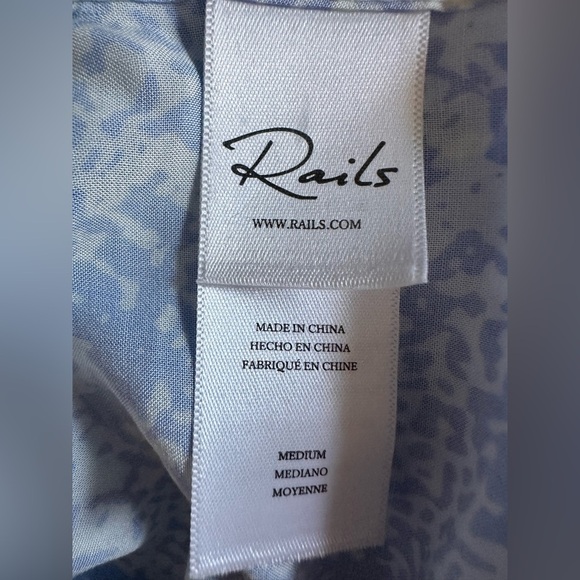 Rails
WWW.RAILS.COM
MADE IN CHINA
HECHO EN CHINA
FABRIQUÉ EN CHINE
MEDIUM
MEDIANO
MOYENNE